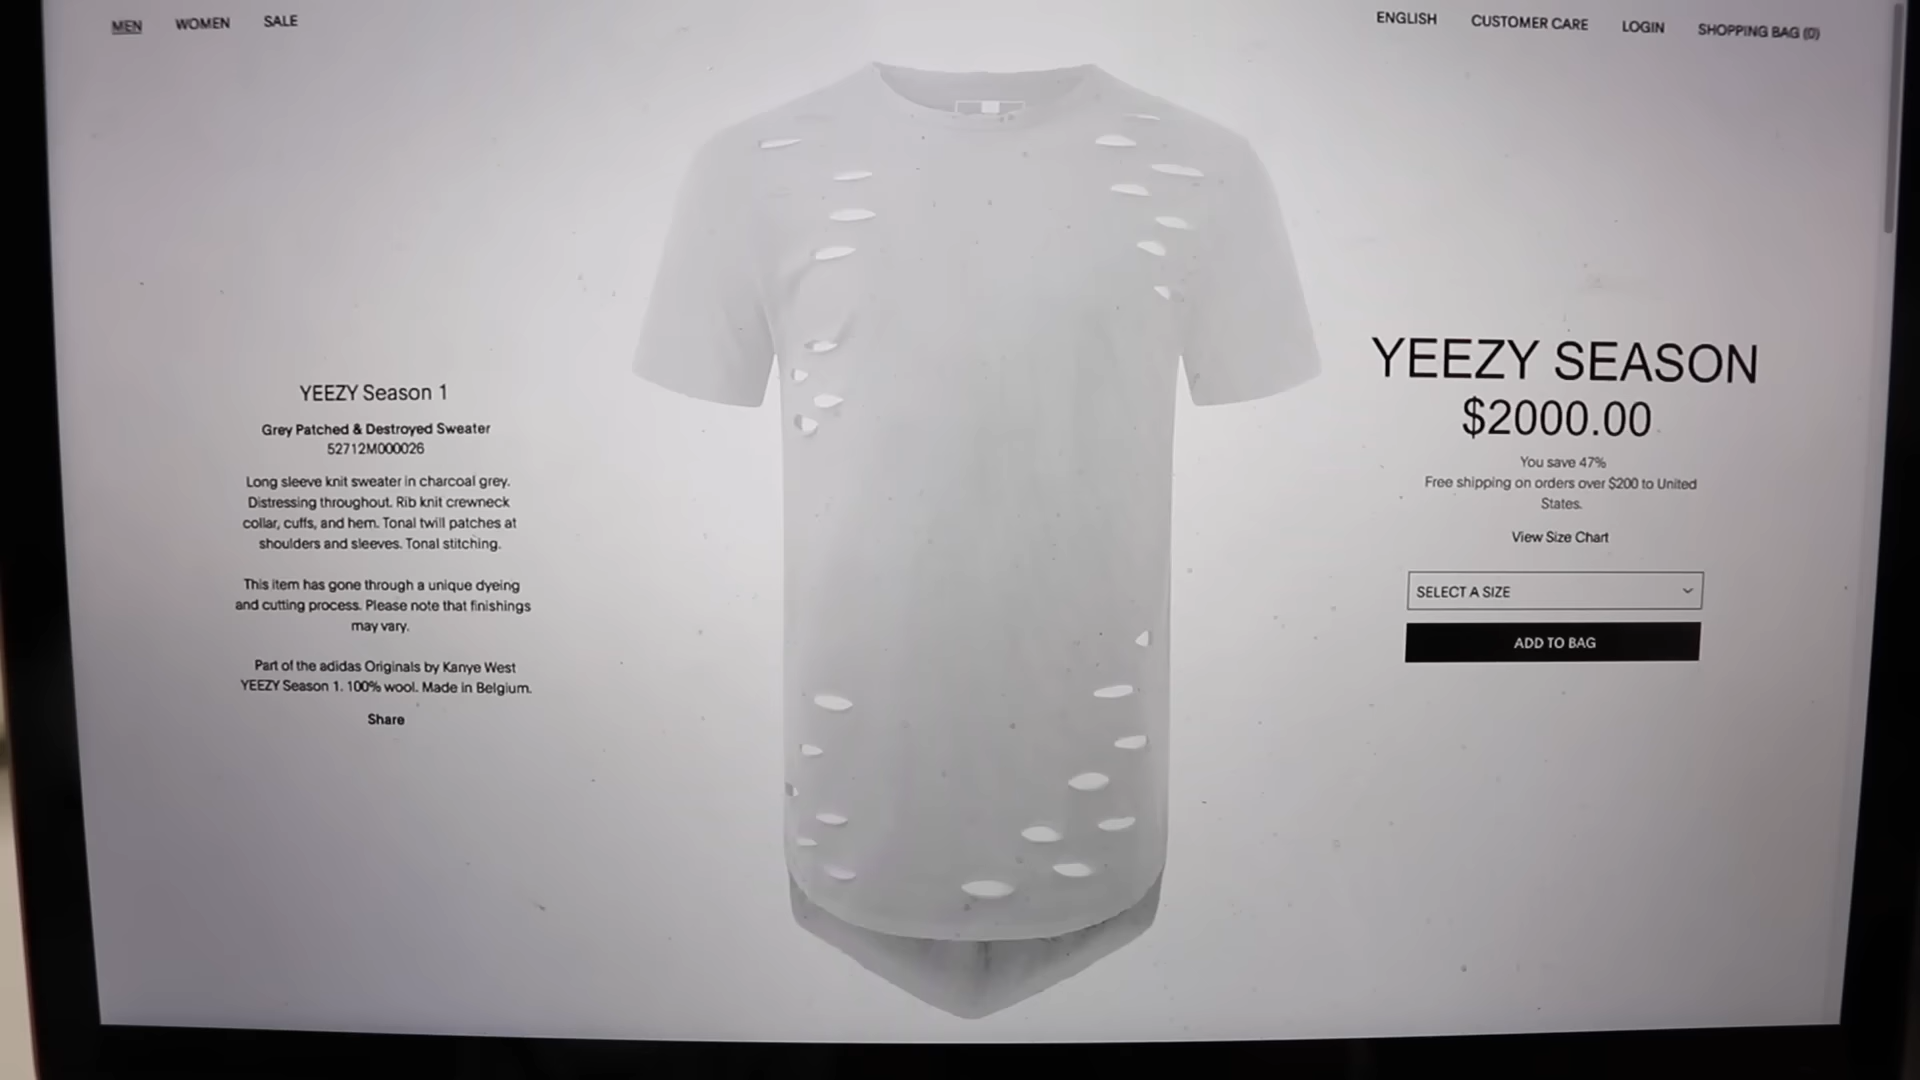 MEN WOMEN SALE
ENGLISH CUSTOMER CARE LOGIN SHOPPING BAG (0)
YEEZY Season 1
Grey Patched & Destroyed Sweater
52712M000026
Long sleeve knit sweater in charcoal grey.
Distressing throughout. Rib knit crewneck
collar, cuffs, and hem. Tonal twill patches at
shoulders and sleeves. Tonal stitching.
This item has gone through a unique dyeing
and cutting process. Please note that finishings
may vary.
Part of the adidas Originals by Kanye West
YEEZY Season 1. 100% wool. Made in Belgium.
Share
YEEZY SEASON
$2000.00
You save 47%
Free shipping on orders over $200 to United
States.
View Size Chart
SELECT A SIZE
ADD TO BAG